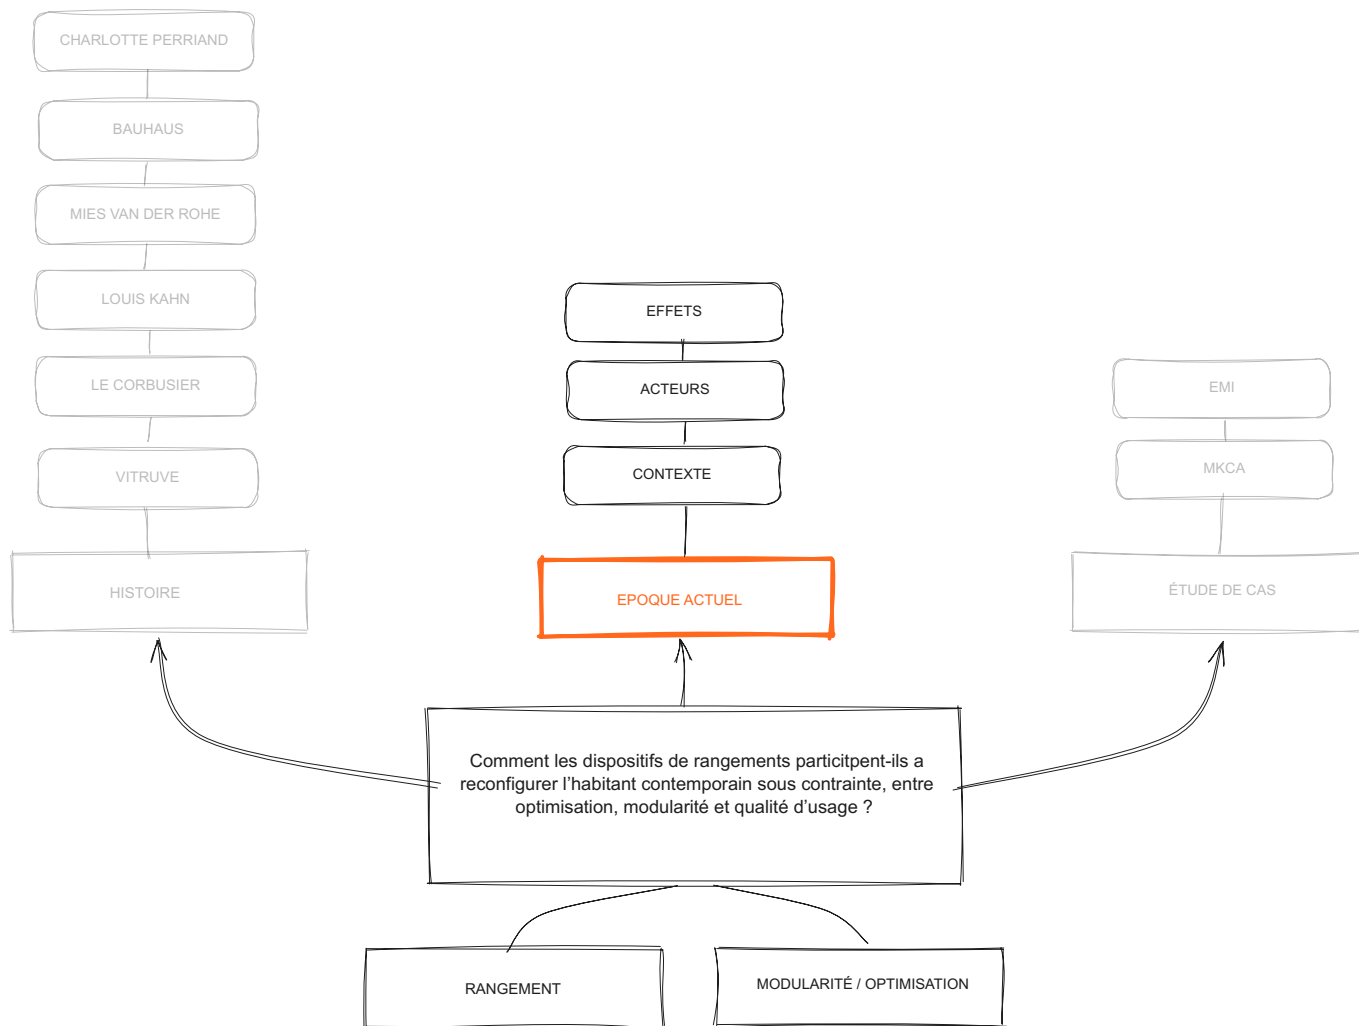 CHARLOTTE PERRIAND
BAUHAUS
MIES VAN DER ROHE
LOUIS KAHN
LE CORBUSIER
VITRUVE
HISTOIRE
EFFETS
ACTEURS
CONTEXTE
EPOQUE ACTUEL
EMI
MKCA
ÉTUDE DE CAS
Comment les dispositifs de rangements particitpent-ils a
reconfigurer l’habitant contemporain sous contrainte, entre
optimisation, modularité et qualité d’usage ?
RANGEMENT
MODULARITÉ / OPTIMISATION